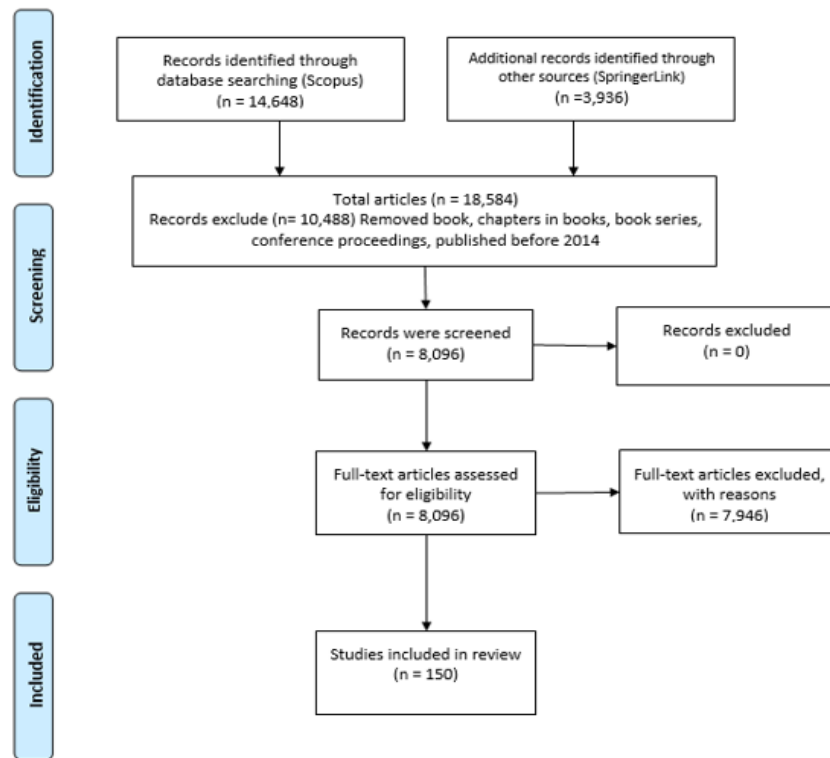 Identification
Records identified through
database searching (Scopus)
(n = 14,648)
Additional records identified through
other sources (SpringerLink)
(n =3,936)
Screening
Total articles (n = 18,584)
Records exclude (n= 10,488) Removed book, chapters in books, book series,
conference proceedings, published before 2014
Records were screened
(n = 8,096)
Records excluded
(n = 0)
Eligibility
Full-text articles assessed
for eligibility
(n = 8,096)
Full-text articles excluded,
with reasons
(n = 7,946)
Included
Studies included in review
(n = 150)